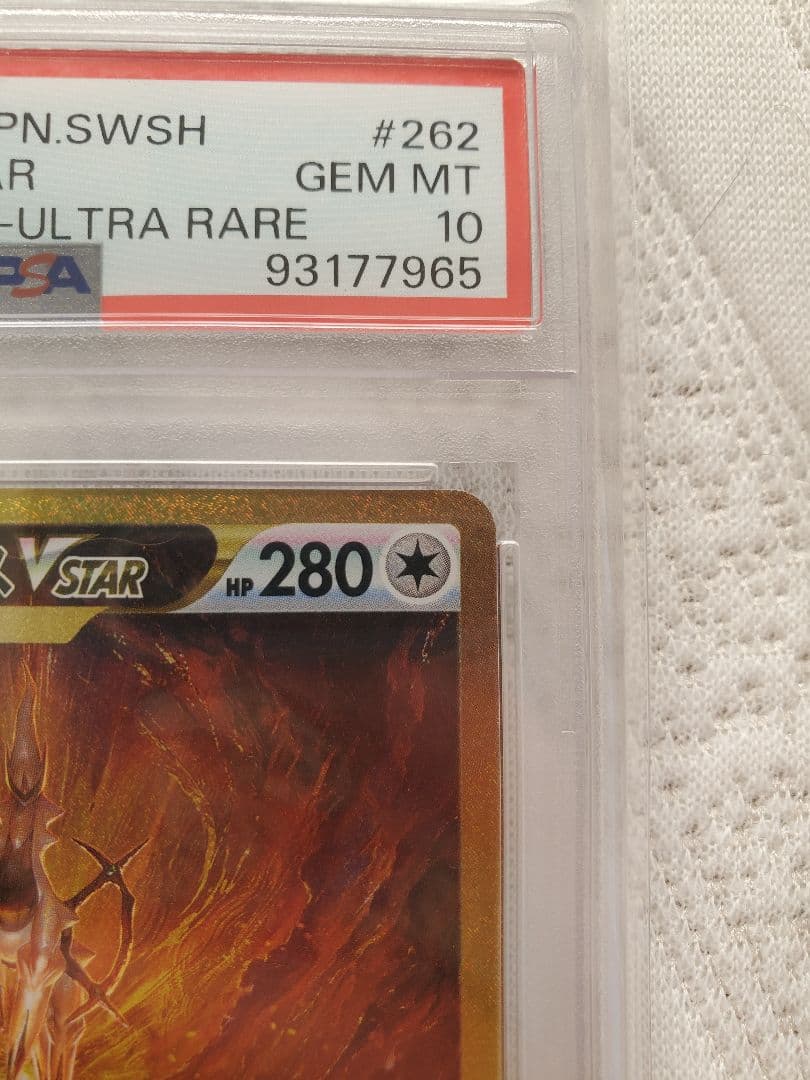 PN.SWSH #262
AR GEM MT
-ULTRA RARE 10
PSA 93177965
VSTAR HP 280